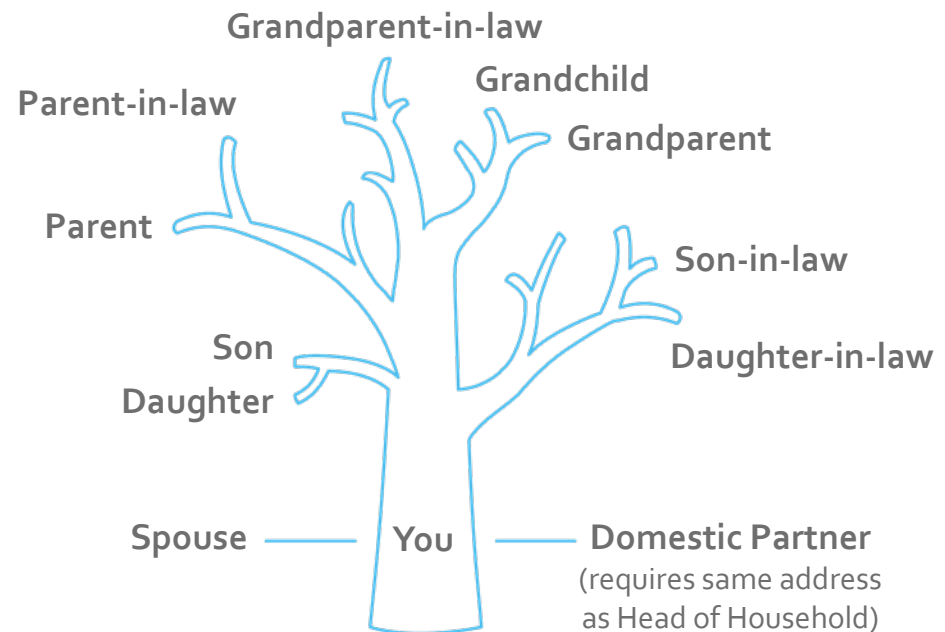 Grandparent-in-law
Grandchild
Parent-in-law
Grandparent
Parent
Son-in-law
Son
Daughter-in-law
Daughter
Spouse
You
Domestic Partner
(requires same address
as Head of Household)